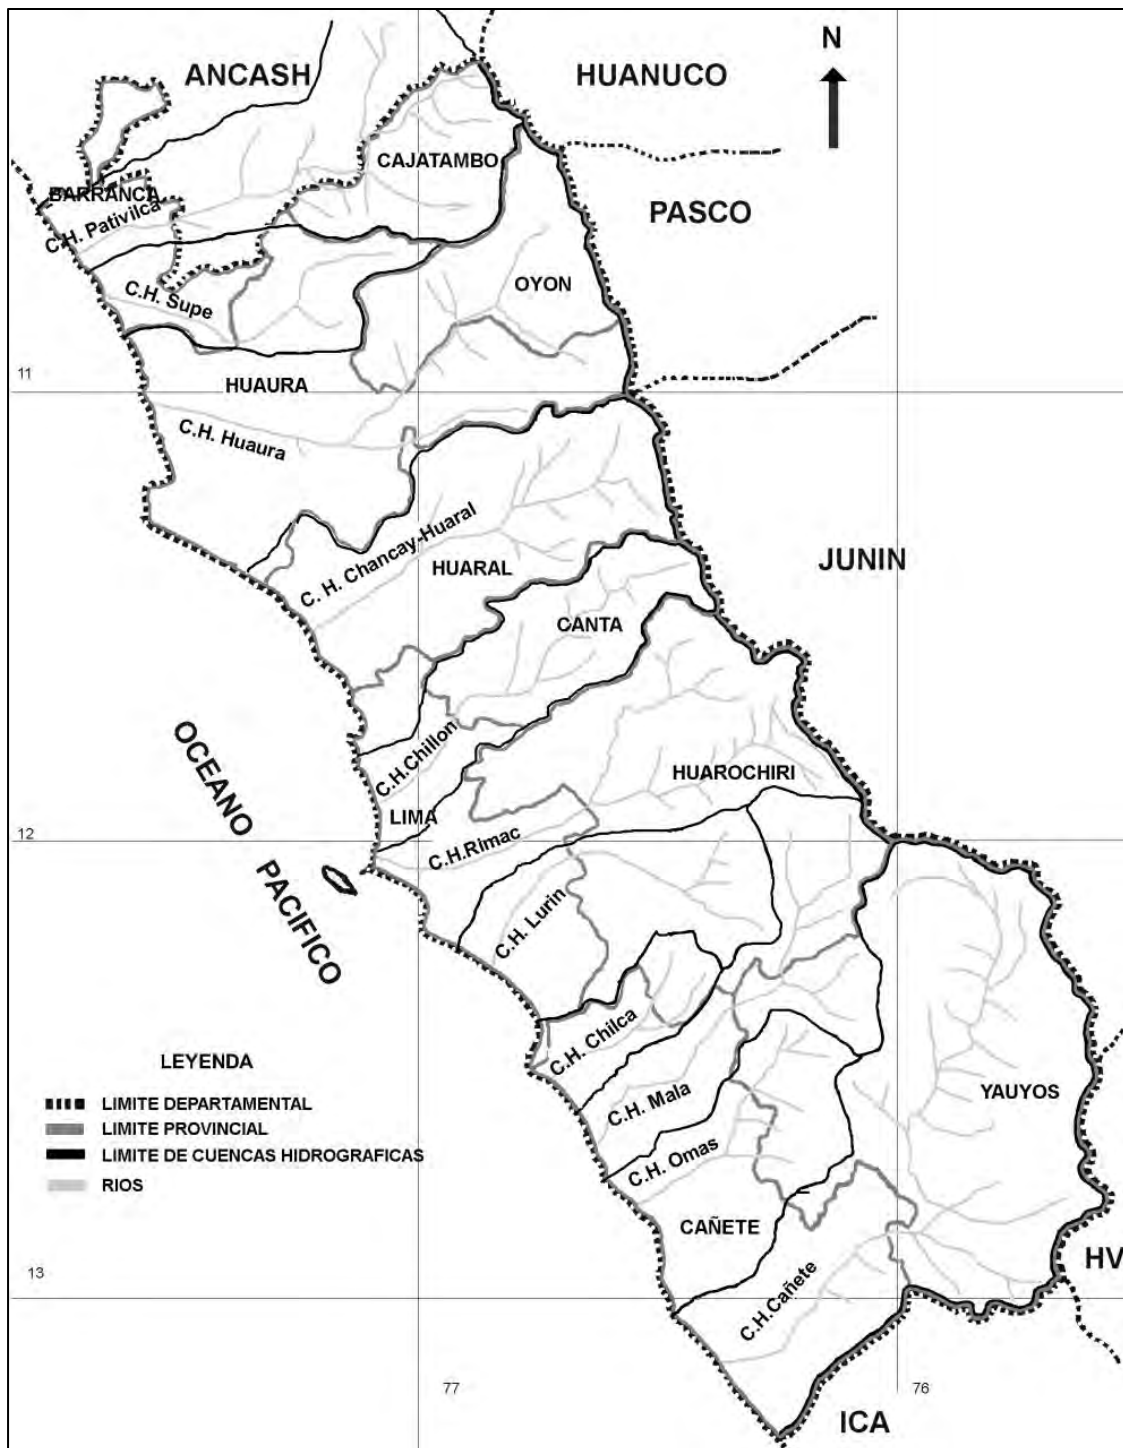 N
ANCASH
HUANUCO
CAJATAMBO
BARRANCA
PASCO
C.H. Pativilca
OYON
C.H. Supe
11
HUAURA
C.H. Huaura
C. H. Chancay-Huaral
HUARAL
JUNIN
CANTA
OCEANO PACIFICO
C.H.Chillon
HUAROCHIRI
LIMA
12
C.H.Rimac
C.H. Lurin
C.H. Chilca
LEYENDA
LIMITE DEPARTAMENTAL
LIMITE PROVINCIAL
LIMITE DE CUENCAS HIDROGRAFICAS
RIOS
C.H. Mala
YAUYOS
C.H. Omas
CAÑETE
HV
13
C.H.Cañete
77
76
ICA